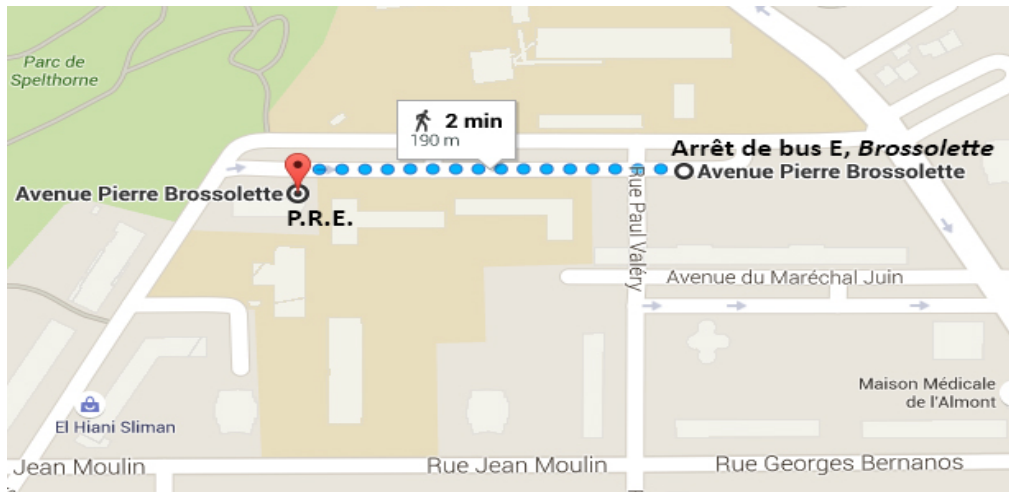 Parc de
Spelthorne
2 min
190 m
Arrêt de bus E, Brossolette
Avenue Pierre Brossolette
Avenue Pierre Brossolette
P.R.E.
Rue Paul Valéry
Avenue du Maréchal Juin
Maison Médicale
de l'Almont
El Hiani Sliman
Jean Moulin
Rue Jean Moulin
Rue Georges Bernanos